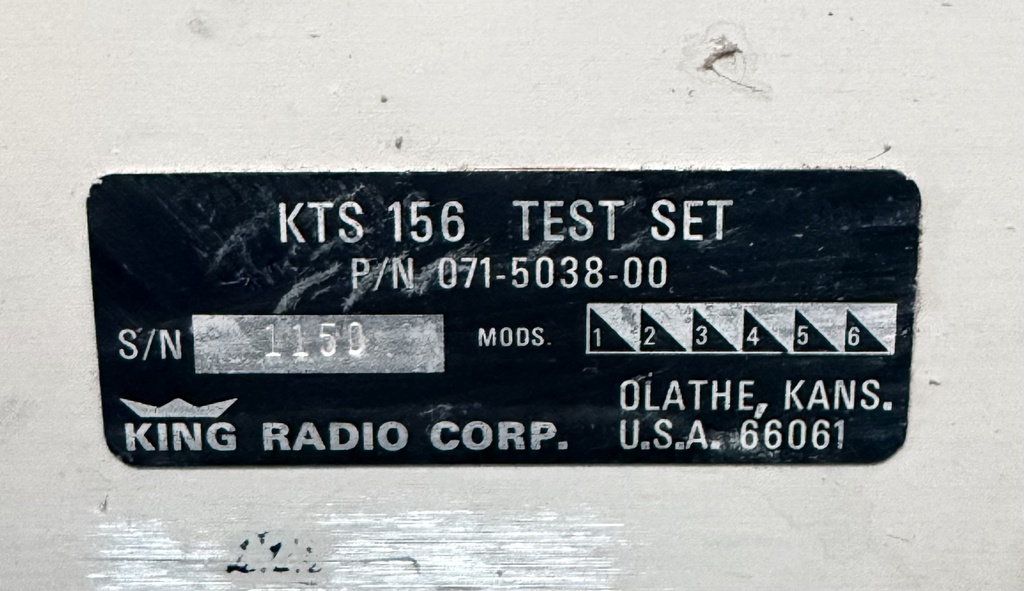 KTS 156 TEST SET
P/N 071-5038-00
S/N 1150 MODS. 1 2 3 4 5 6
KING RADIO CORP.
OLATHE, KANS.
U.S.A. 66061